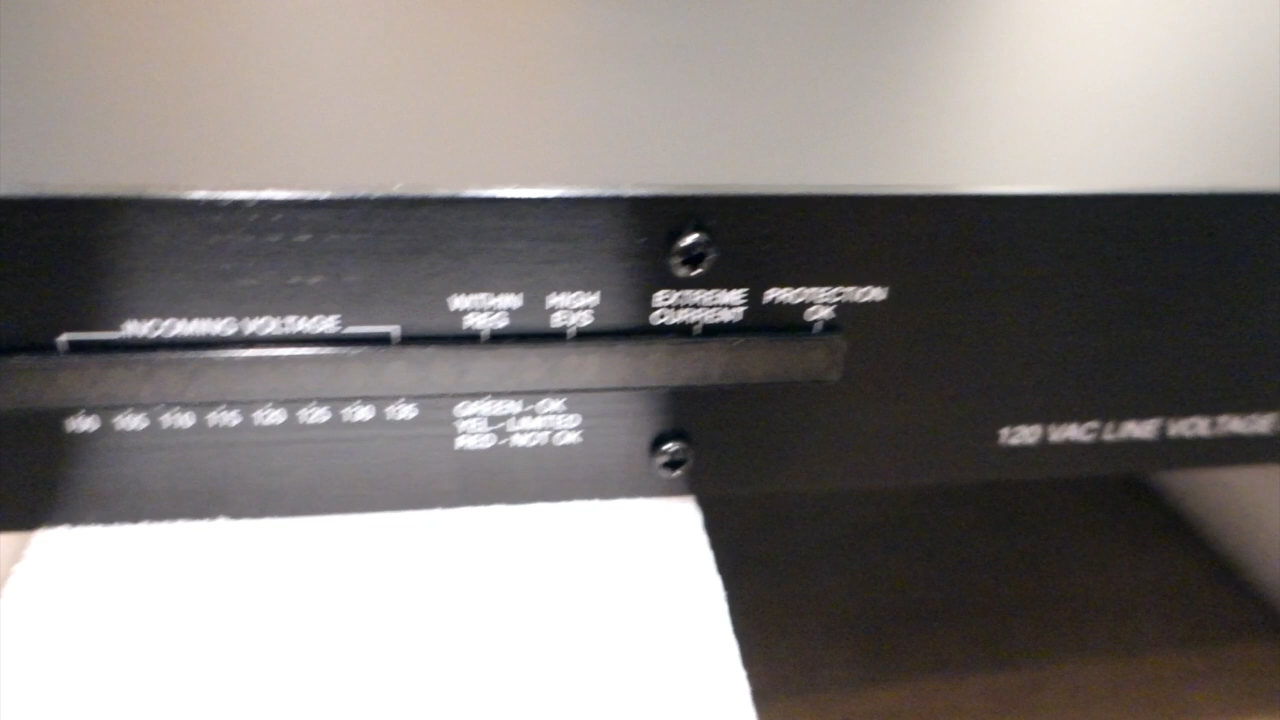 INCOMING VOLTAGE
WITHIN REG
HIGH EVS
EXTREME CURRENT
PROTECTION OK
100 105 110 115 120 125 130 135
GREEN - OK
YEL - LIMITED
RED - NOT OK
120 VAC LINE VOLTAGE